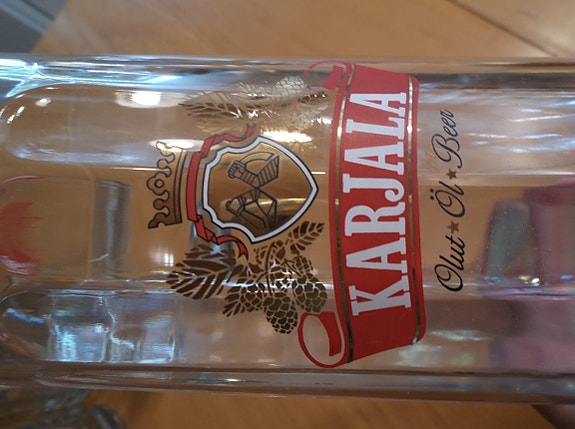 KARJALA
Olut ★ Öl ★ Beer